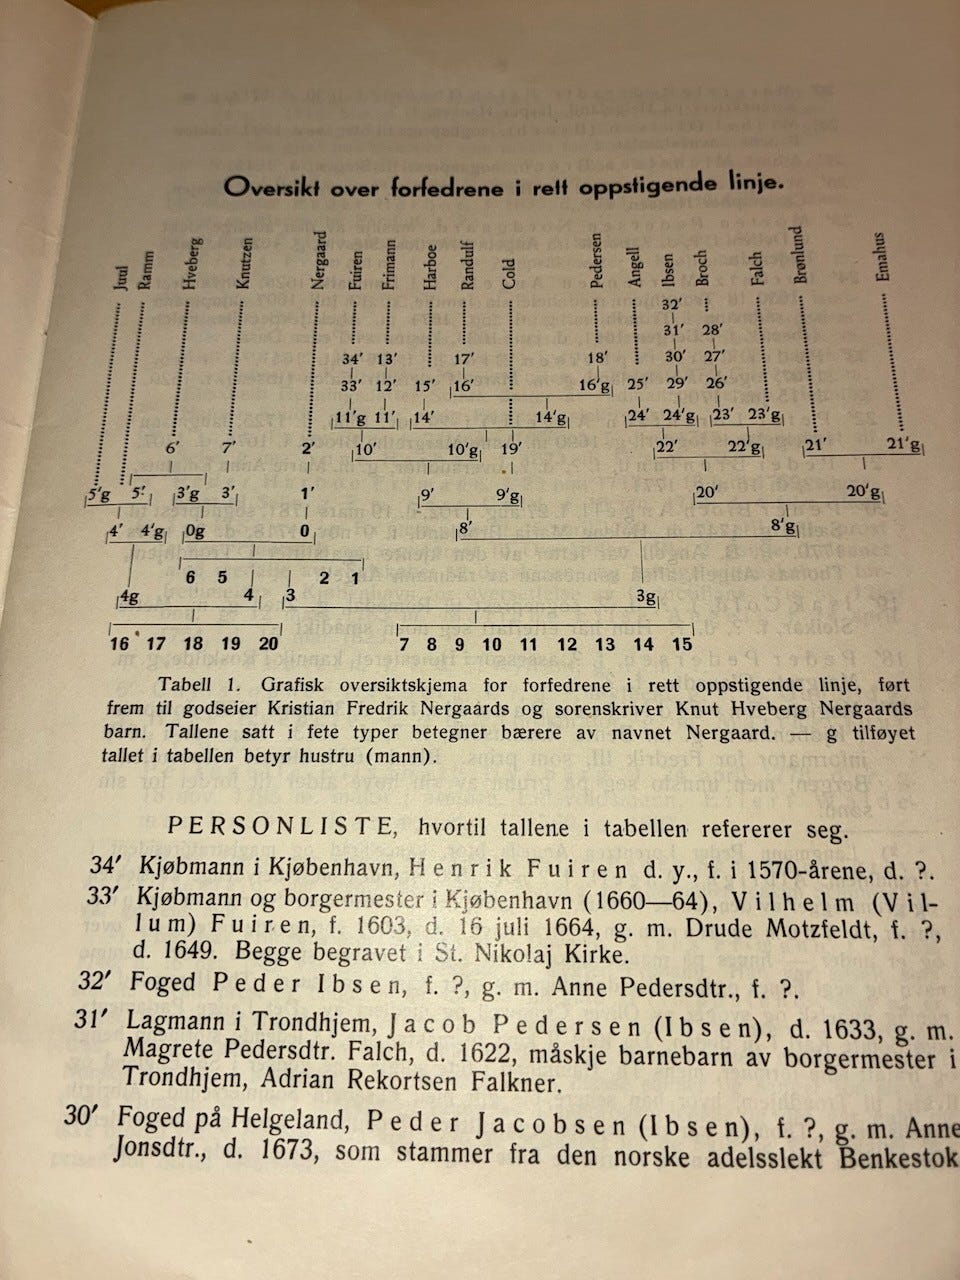 Oversikt over forfedrene i rett oppstigende linje.
Juul Ramm Hveberg Knutzen Nergaard Fuiren Frimann Harboe Randulf Cold Pedersen Angell Ibsen Broch Falch Brønlund Emahus
32′
31′ 28′
34′ 13′ 17′ 18′ 30′ 27′
33′ 12′ 15′ 16′ 16′g 25′ 29′ 26′
11′g 11′ 14′ 14′g 24′ 24′g 23′ 23′g
6′ 7′ 2′ 10′ 10′g 19′ 22′ 22′g 21′ 21′g
5′g 5′ 3′g 3′ 1′ 9′ 9′g 20′ 20′g
4′ 4′g 0g 0 8′ 8′g
6 5 2 1
4g 4 3 3g
16 17 18 19 20 7 8 9 10 11 12 13 14 15
Tabell 1. Grafisk oversiktskjema for forfedrene i rett oppstigende linje, ført
frem til godseier Kristian Fredrik Nergaards og sorenskriver Knut Hveberg Nergaards
barn. Tallene satt i fete typer betegner bærere av navnet Nergaard. — g tilføyet
tallet i tabellen betyr hustru (mann).
PERSONLISTE, hvortil tallene i tabellen refererer seg.
34′ Kjøbmann i Kjøbenhavn, Henrik Fuiren d. y., f. i 1570-årene, d. ?.
33′ Kjøbmann og borgermester i Kjøbenhavn (1660—64), Vilhelm (Vil-
lum) Fuiren, f. 1603, d. 16 juli 1664, g. m. Drude Motzfeldt, f. ?,
d. 1649. Begge begravet i St. Nikolaj Kirke.
32′ Foged Peder Ibsen, f. ?, g. m. Anne Pedersdtr., f. ?.
31′ Lagmann i Trondhjem, Jacob Pedersen (Ibsen), d. 1633, g. m.
Magrete Pedersdtr. Falch, d. 1622, måskje barnebarn av borgermester i
Trondhjem, Adrian Rekortsen Falkner.
30′ Foged på Helgeland, Peder Jacobsen (Ibsen), f. ?, g. m. Anne
Jonsdtr., d. 1673, som stammer fra den norske adelsslekt Benkestok